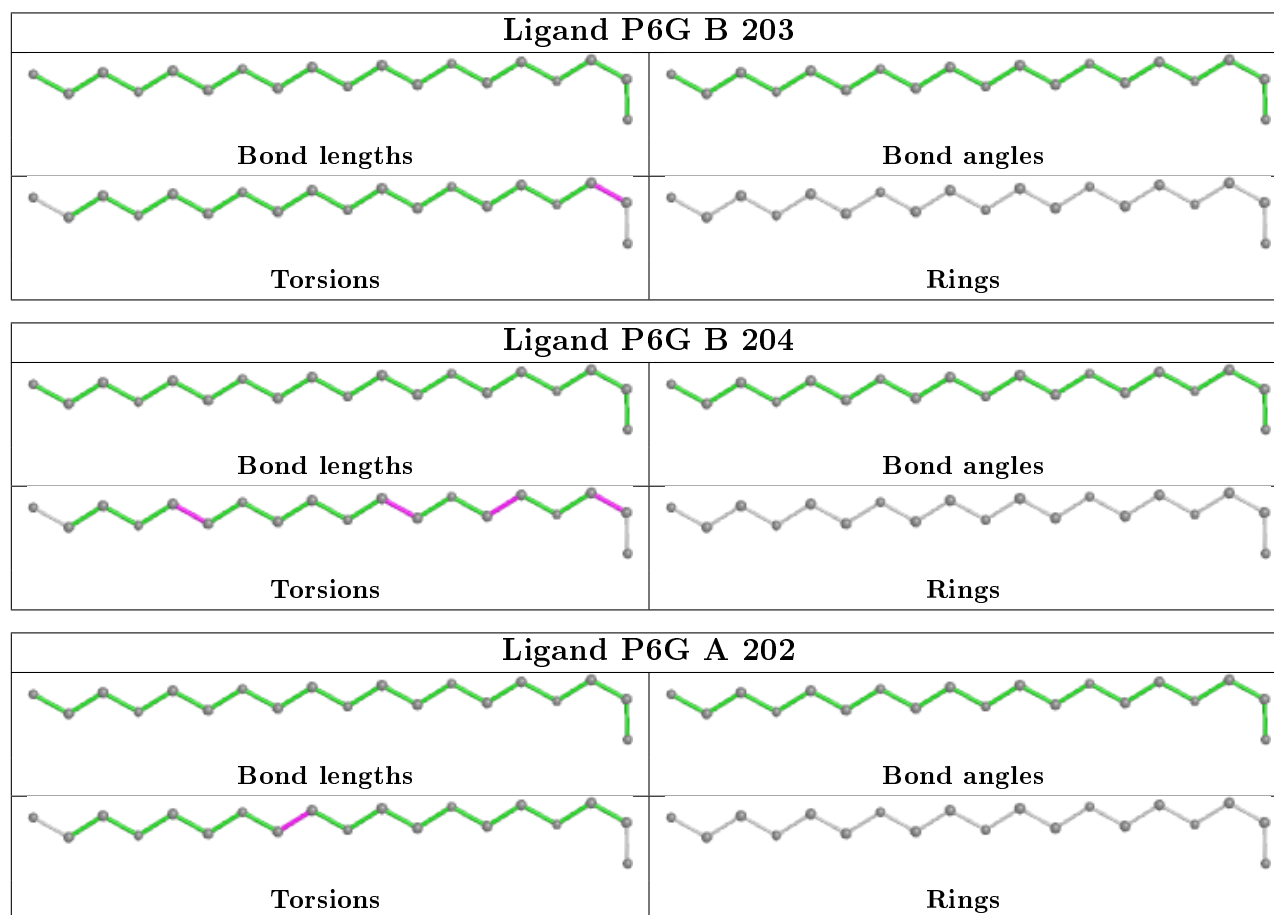 Ligand P6G B 203
Bond lengths Bond angles
Torsions Rings
Ligand P6G B 204
Bond lengths Bond angles
Torsions Rings
Ligand P6G A 202
Bond lengths Bond angles
Torsions Rings